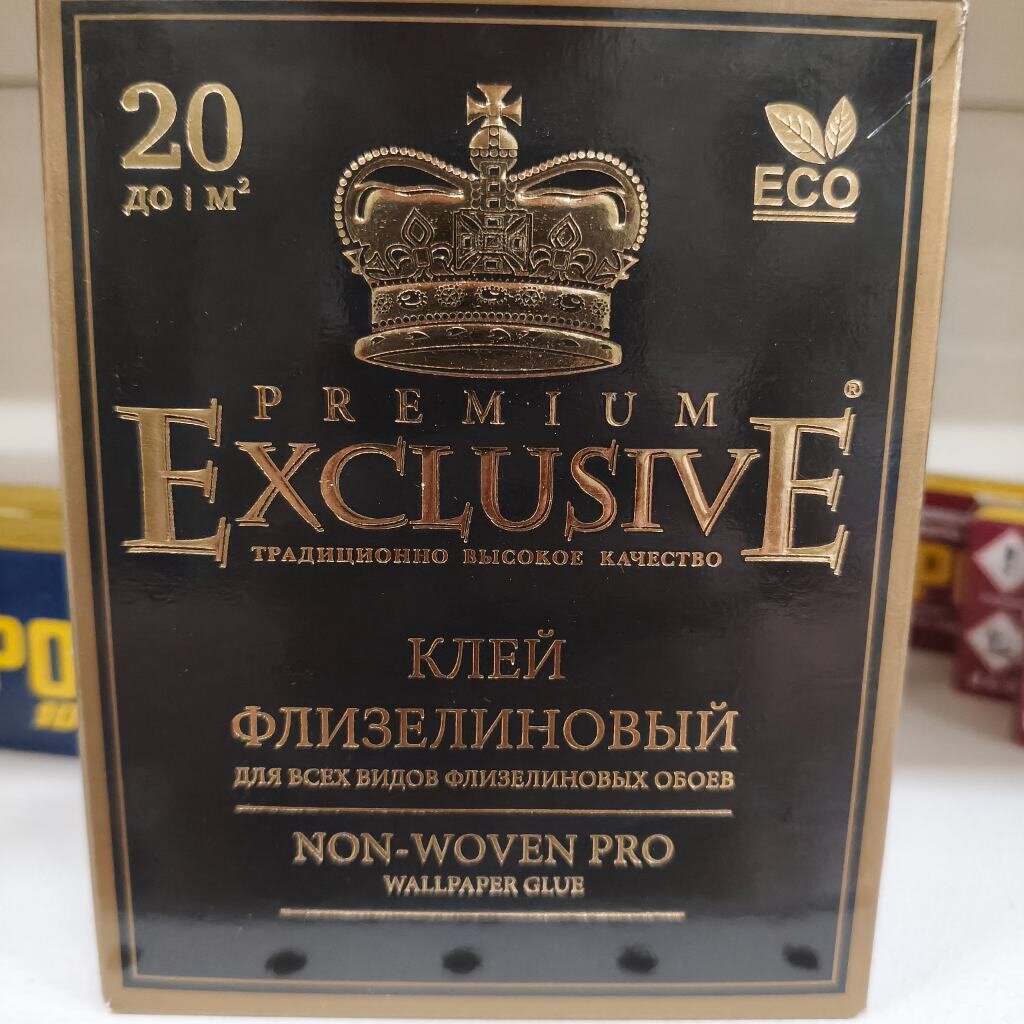 20
ДО М²
ECO
PREMIUM
EXCLUSIVE®
ТРАДИЦИОННО ВЫСОКОЕ КАЧЕСТВО
КЛЕЙ
ФЛИЗЕЛИНОВЫЙ
ДЛЯ ВСЕХ ВИДОВ ФЛИЗЕЛИНОВЫХ ОБОЕВ
NON-WOVEN PRO
WALLPAPER GLUE